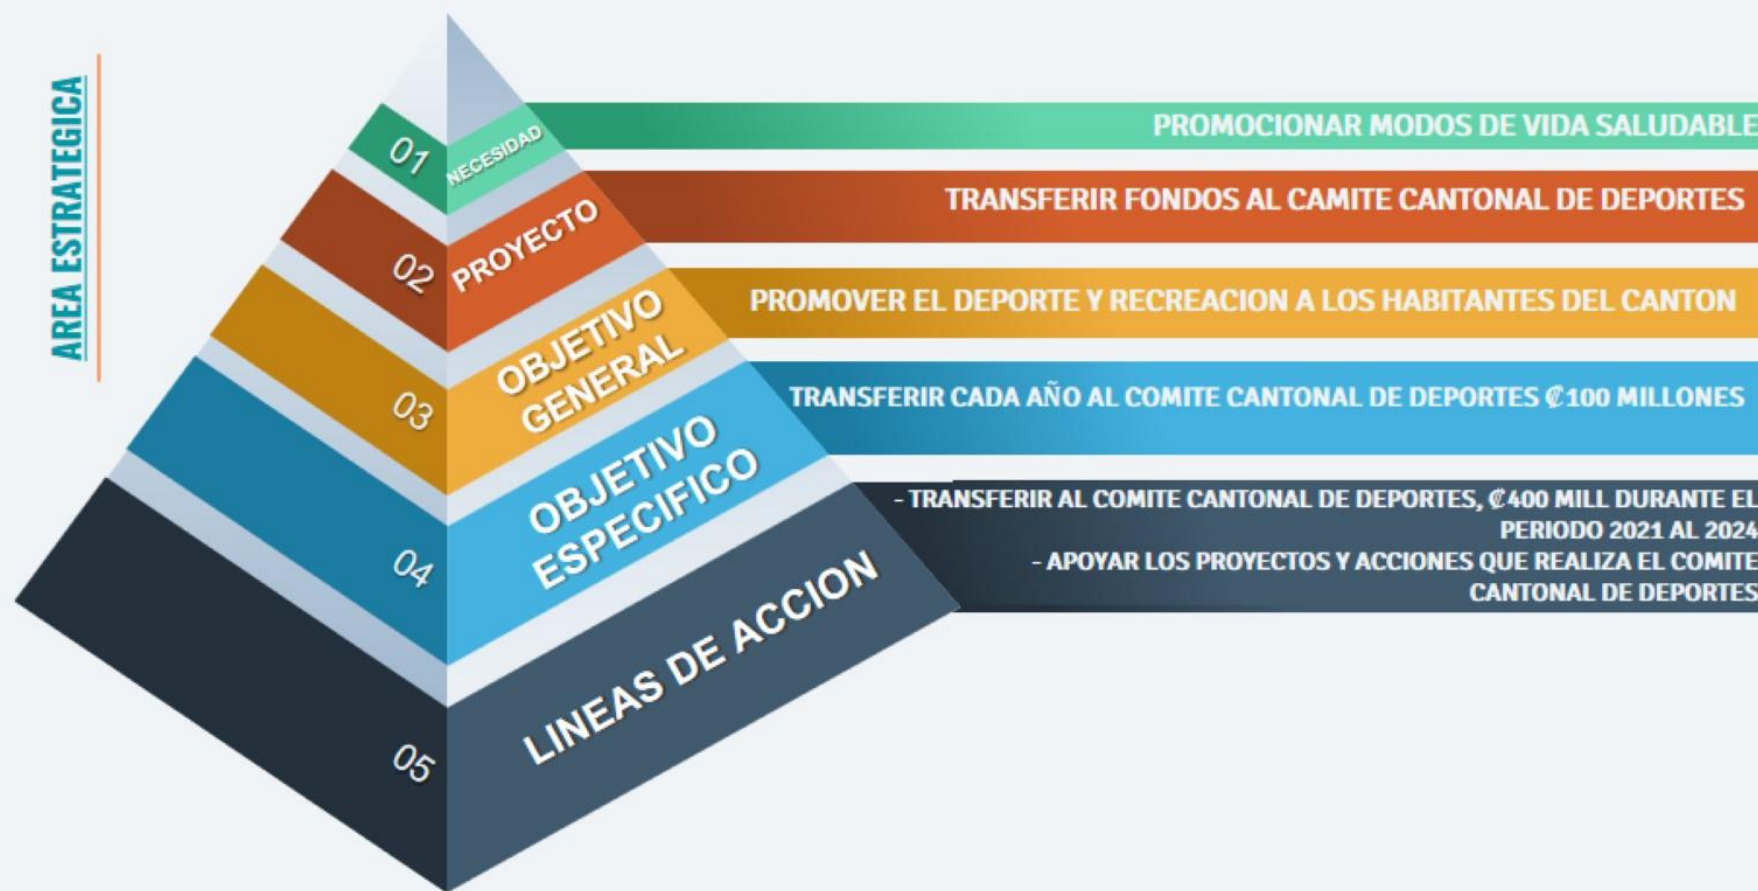 AREA ESTRATEGICA
01
NECESIDAD
PROMOCIONAR MODOS DE VIDA SALUDABLE
02
PROYECTO
TRANSFERIR FONDOS AL CAMITE CANTONAL DE DEPORTES
03
OBJETIVO
GENERAL
PROMOVER EL DEPORTE Y RECREACION A LOS HABITANTES DEL CANTON
04
OBJETIVO
ESPECIFICO
TRANSFERIR CADA AÑO AL COMITE CANTONAL DE DEPORTES ₡100 MILLONES
05
LINEAS DE ACCION
- TRANSFERIR AL COMITE CANTONAL DE DEPORTES, ₡400 MILL DURANTE EL
PERIODO 2021 AL 2024
- APOYAR LOS PROYECTOS Y ACCIONES QUE REALIZA EL COMITE
CANTONAL DE DEPORTES